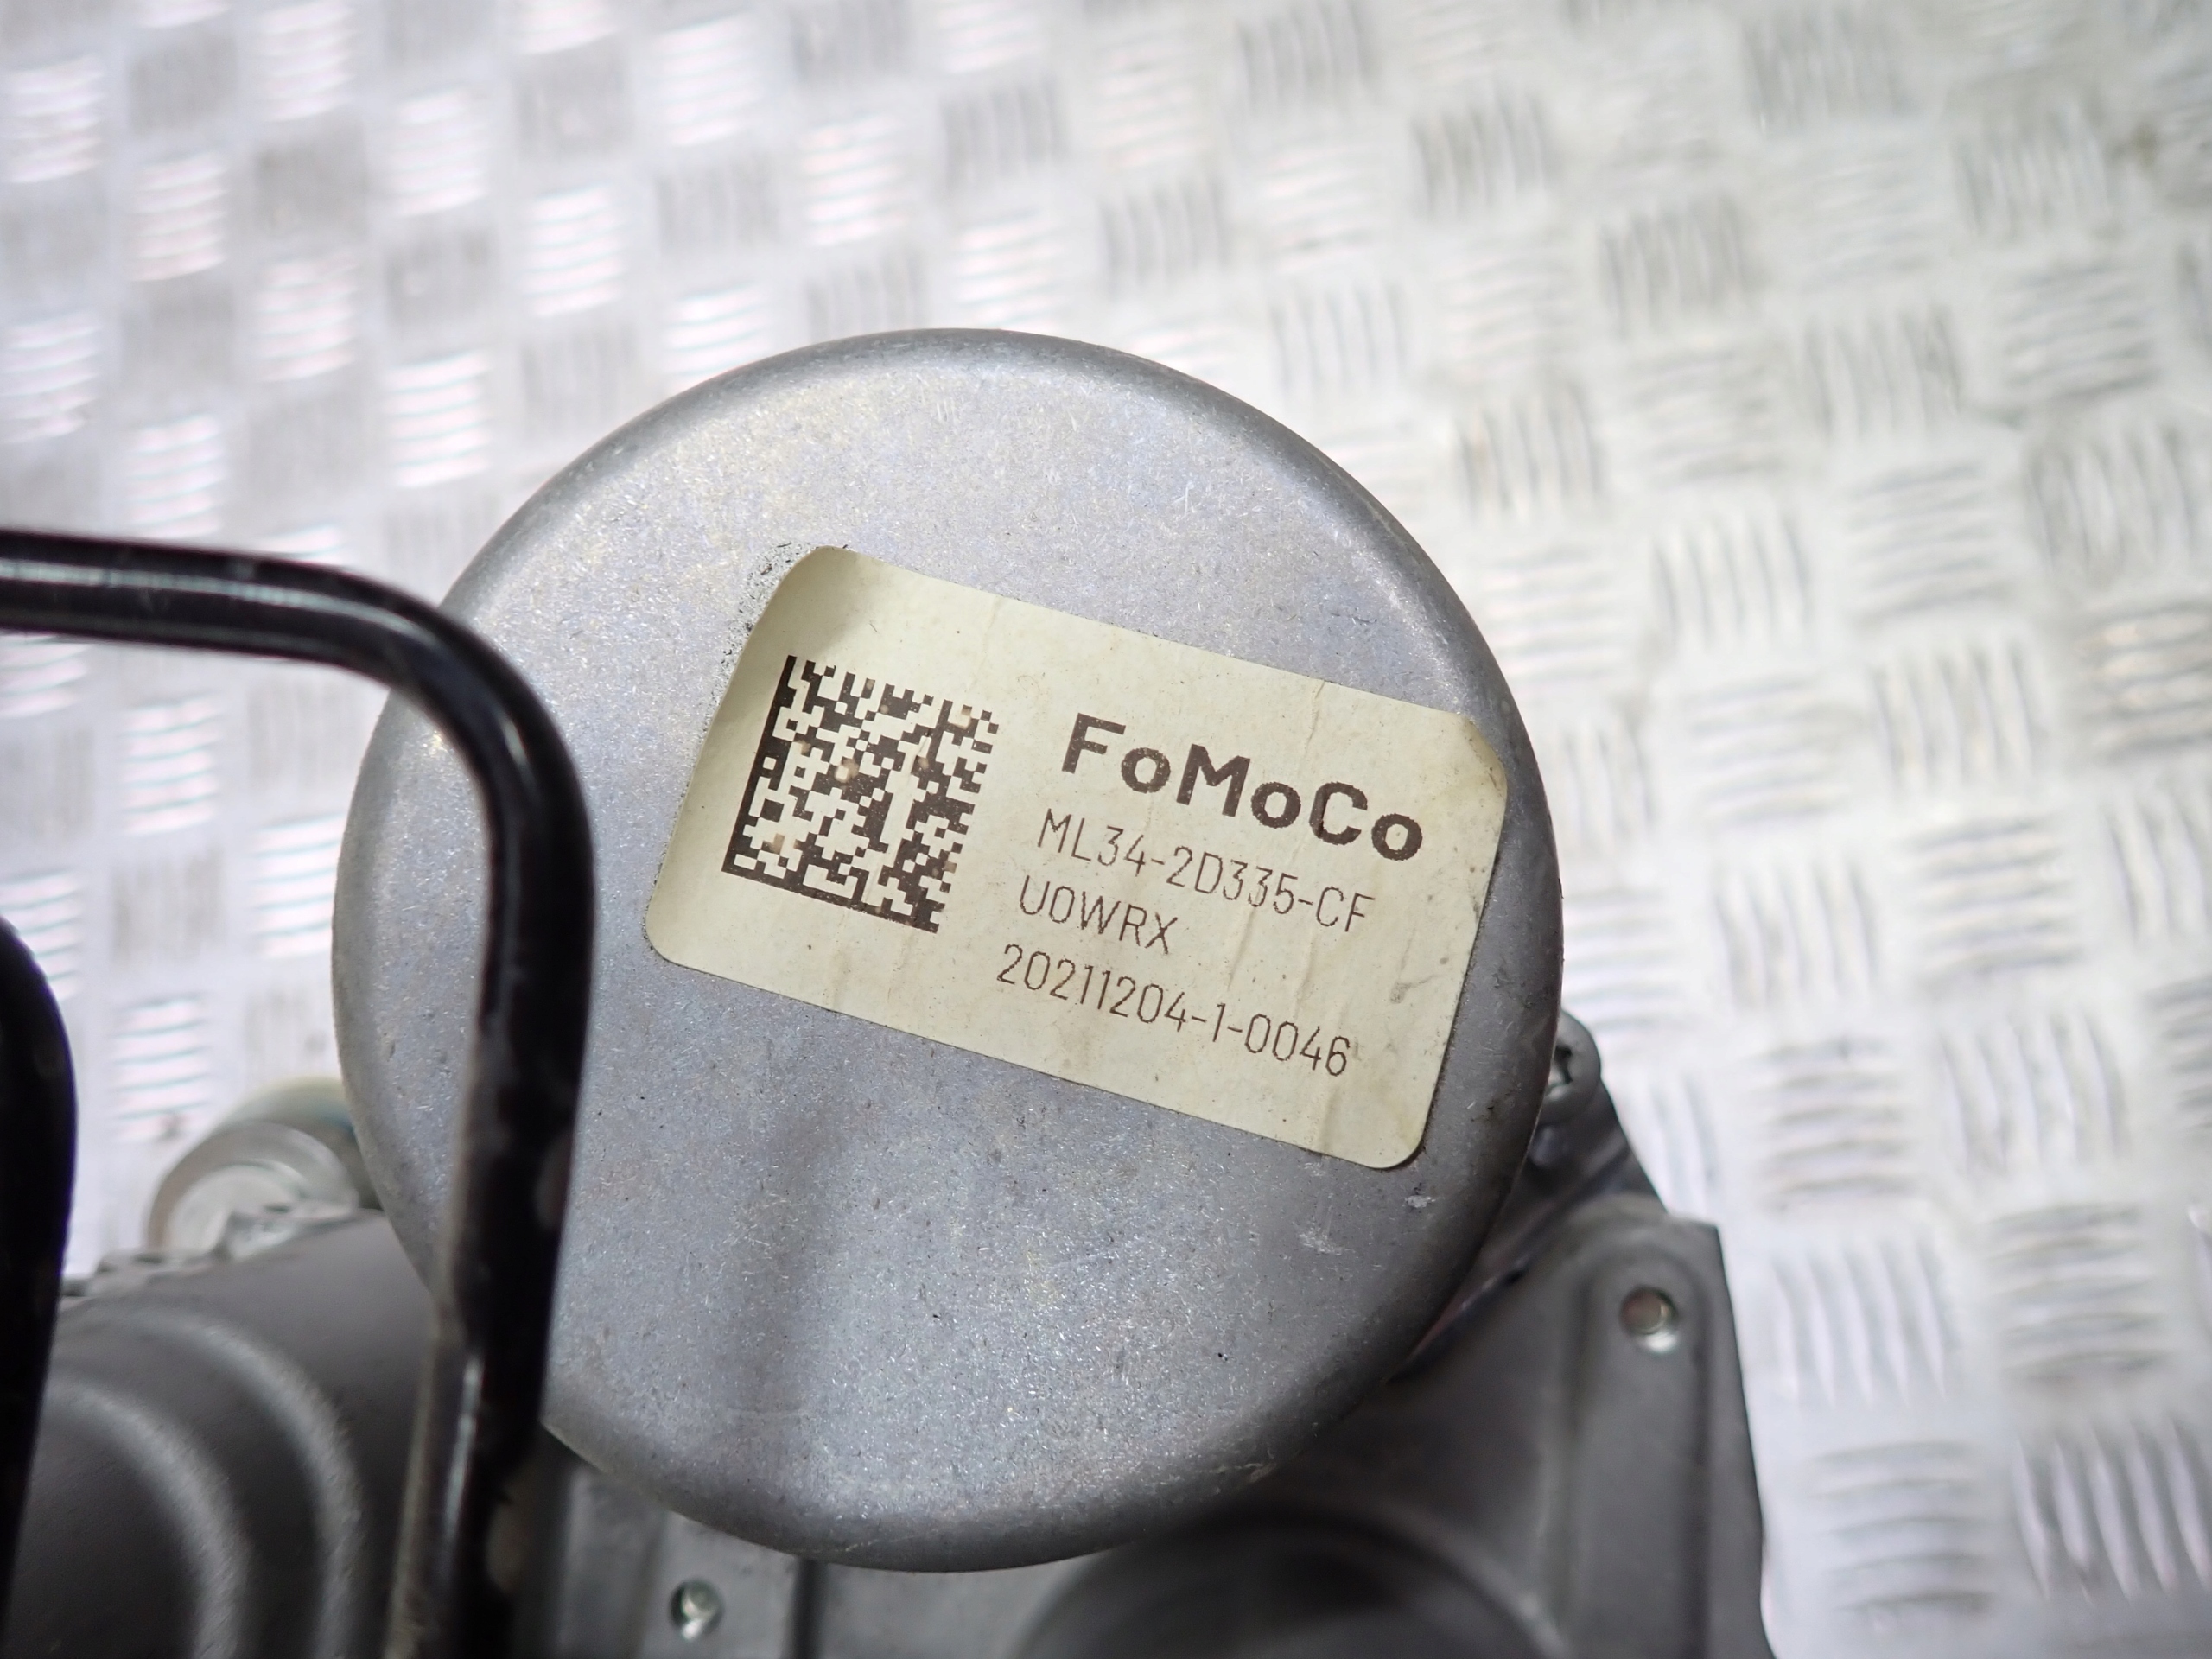 FoMoCo
ML34-2D335-CF
U0WRX
20211204-1-0046